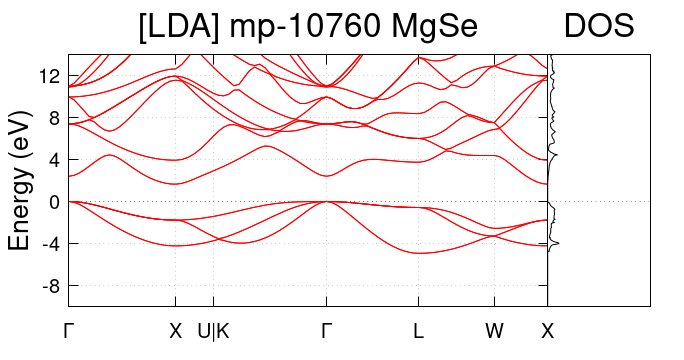 [LDA] mp-10760 MgSe DOS
Energy (eV)
12
8
4
0
-4
-8
Γ X U|K Γ L W X